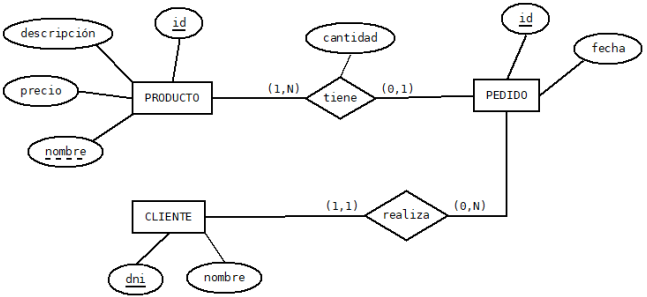 descripción
id
cantidad
id
fecha
precio
PRODUCTO
(1,N)
tiene
(0,1)
PEDIDO
nombre
CLIENTE
(1,1)
realiza
(0,N)
dni
nombre